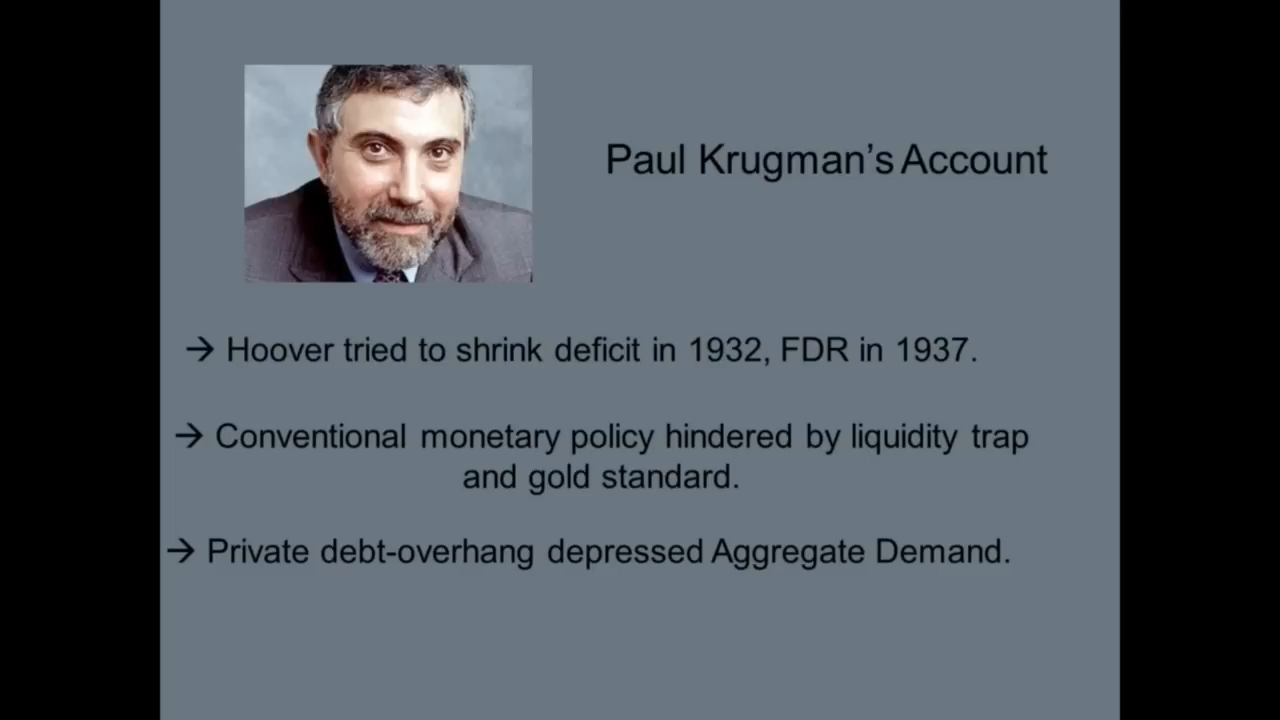 Paul Krugman’s Account
→ Hoover tried to shrink deficit in 1932, FDR in 1937.
→ Conventional monetary policy hindered by liquidity trap
and gold standard.
→ Private debt-overhang depressed Aggregate Demand.